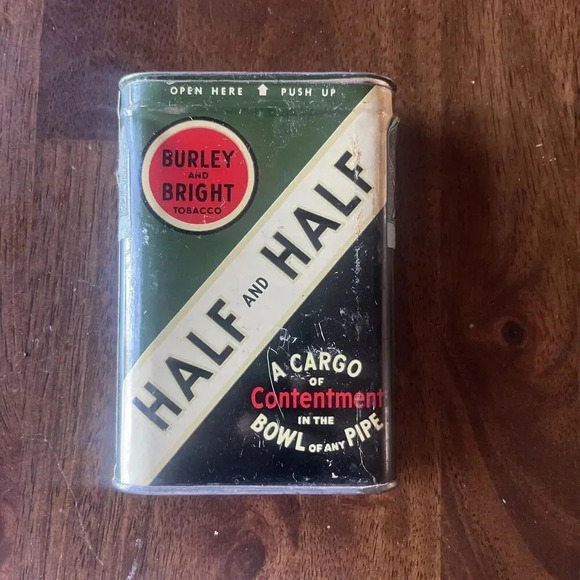 OPEN HERE ⬆ PUSH UP
BURLEY
AND
BRIGHT
TOBACCO
HALF AND HALF
A CARGO
OF
Contentment
IN THE
BOWL OF ANY PIPE